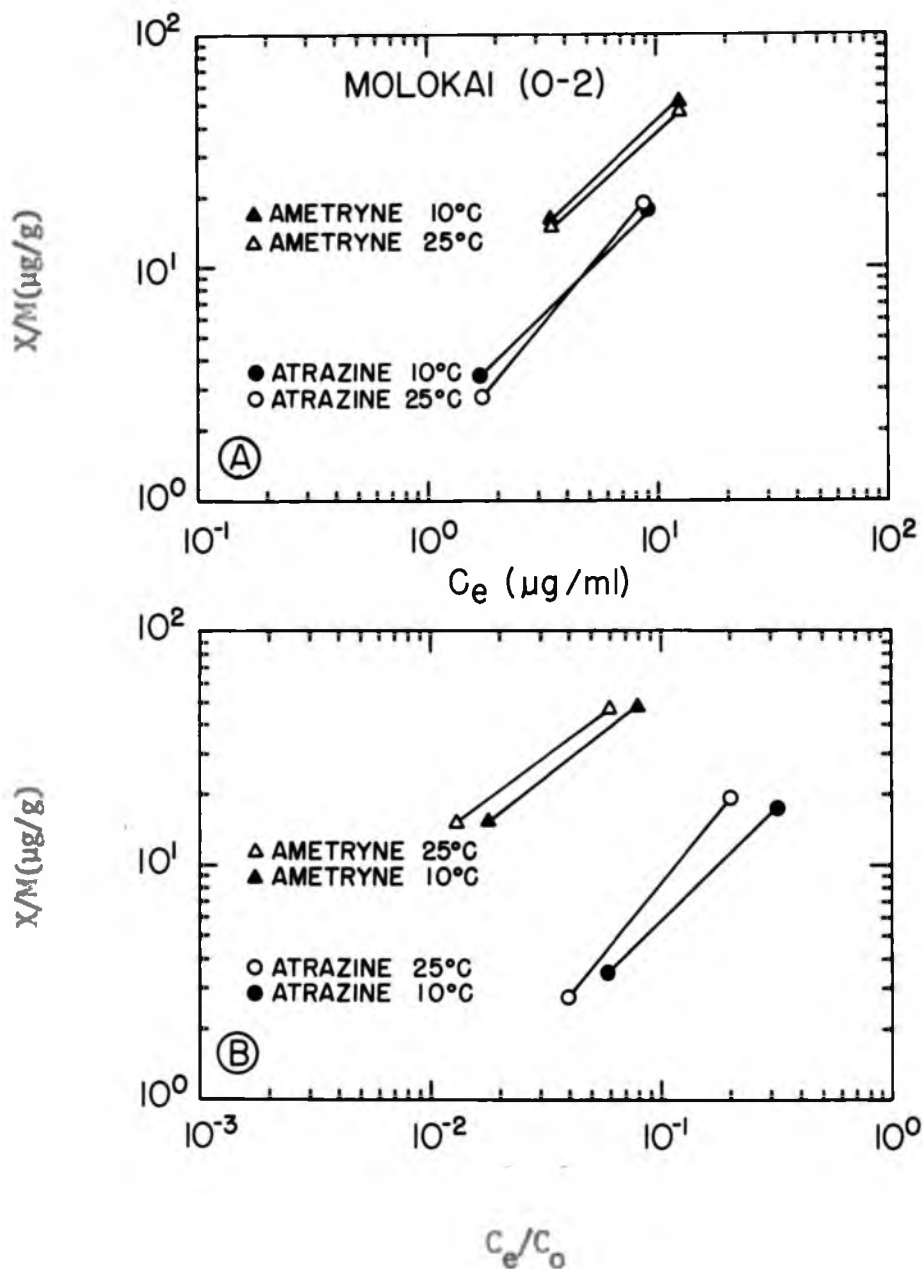 10²
MOLOKAI (0-2)
X/M(µg/g)
▲ AMETRYNE 10°C
△ AMETRYNE 25°C
10¹
● ATRAZINE 10°C
○ ATRAZINE 25°C
A
10⁰
10⁻¹ 10⁰ 10¹ 10²
Cₑ (µg/ml)
10²
X/M(µg/g)
10¹
△ AMETRYNE 25°C
▲ AMETRYNE 10°C
○ ATRAZINE 25°C
● ATRAZINE 10°C
B
10⁰
10⁻³ 10⁻² 10⁻¹ 10⁰
Cₑ/Cₒ